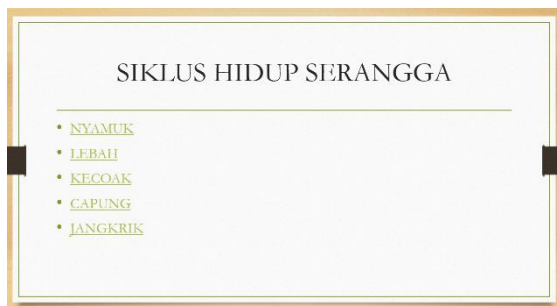 SIKLUS HIDUP SERANGGA
• NYAMUK
• LEBAH
• KECOAK
• CAPUNG
• JANGKRIK